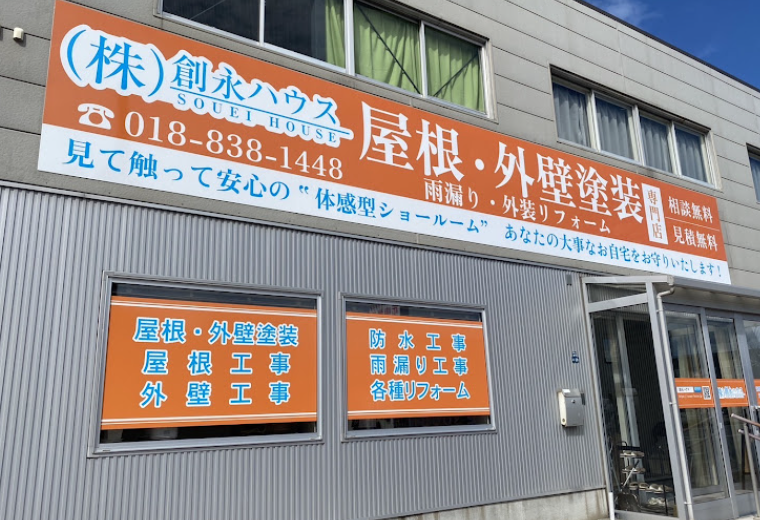 (株)創永ハウス
SOUEI HOUSE
☎018-838-1448
屋根・外壁塗装
専門店
雨漏り・外装リフォーム
相談無料
見積無料
見て触って安心の“体感型ショールーム” あなたの大事なお自宅をお守りいたします!
屋根・外壁塗装
屋根工事
外壁工事
防水工事
雨漏り工事
各種リフォーム